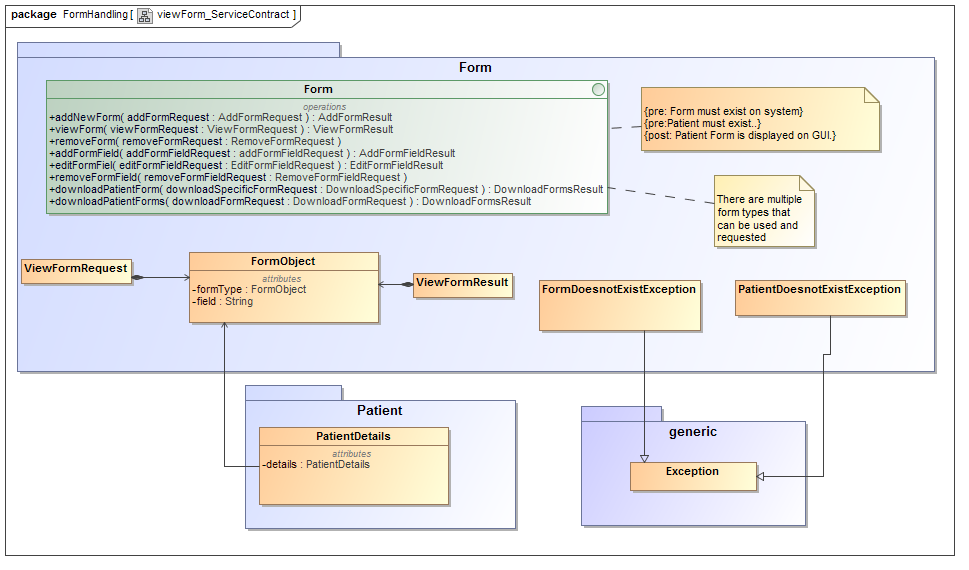 package FormHandling [ viewForm_ServiceContract ]
Form
Form
operations
+addNewForm( addFormRequest : AddFormRequest ) : AddFormResult
+viewForm( viewFormRequest : ViewFormRequest ) : ViewFormResult
+removeForm( removeFormRequest : RemoveFormRequest )
+addFormField( addFormFieldRequest : addFormFieldRequest ) : AddFormFieldResult
+editFormFiel( editFormFieldRequest : EditFormFieldRequest ) : EditFormFieldResult
+removeFormField( removeFormFieldRequest : RemoveFormFieldRequest )
+downloadPatientForm( downloadSpecificFormRequest : DownloadSpecificFormRequest ) : DownloadFormsResult
+downloadPatientForms( downloadFormRequest : DownloadFormRequest ) : DownloadFormsResult
{pre: Form must exist on system}
{pre:Patient must exist..}
{post: Patient Form is displayed on GUI.}
There are multiple
form types that
can be used and
requested
ViewFormRequest
FormObject
attributes
-formType : FormObject
-field : String
ViewFormResult
FormDoesnotExistException
PatientDoesnotExistException
Patient
PatientDetails
attributes
-details : PatientDetails
generic
Exception